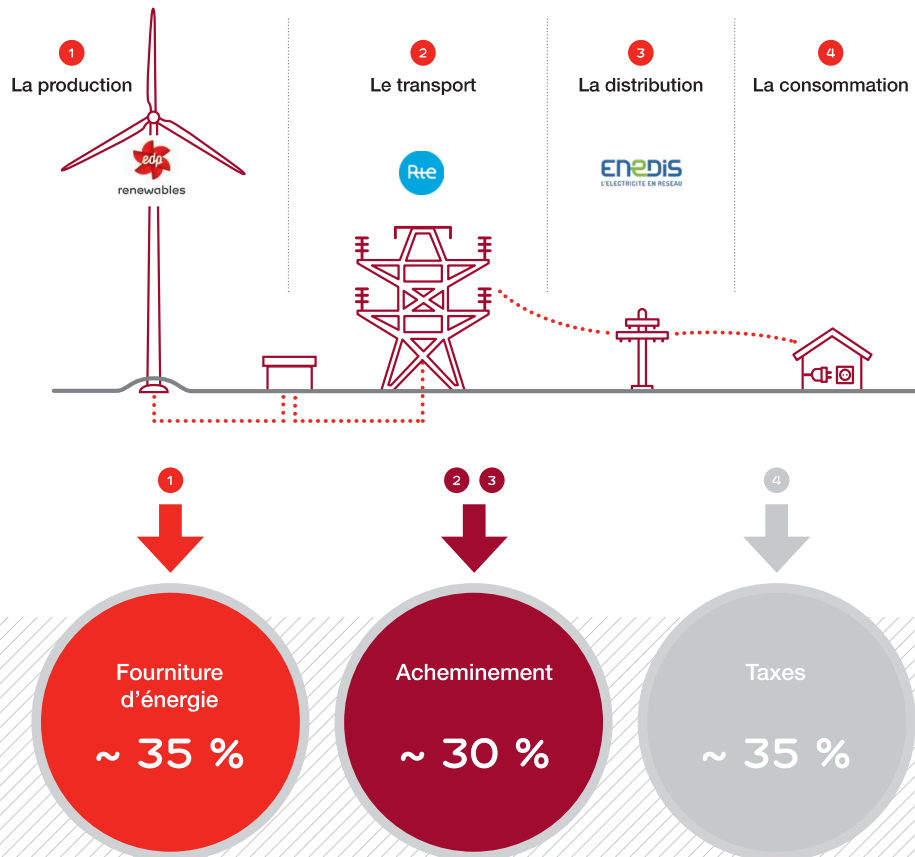 1
La production
2
Le transport
3
La distribution
4
La consommation
edp
renewables
Rte
ENEDIS
L'ELECTRICITE EN RESEAU
1
2 3
4
Fourniture
d'énergie
~ 35 %
Acheminement
~ 30 %
Taxes
~ 35 %